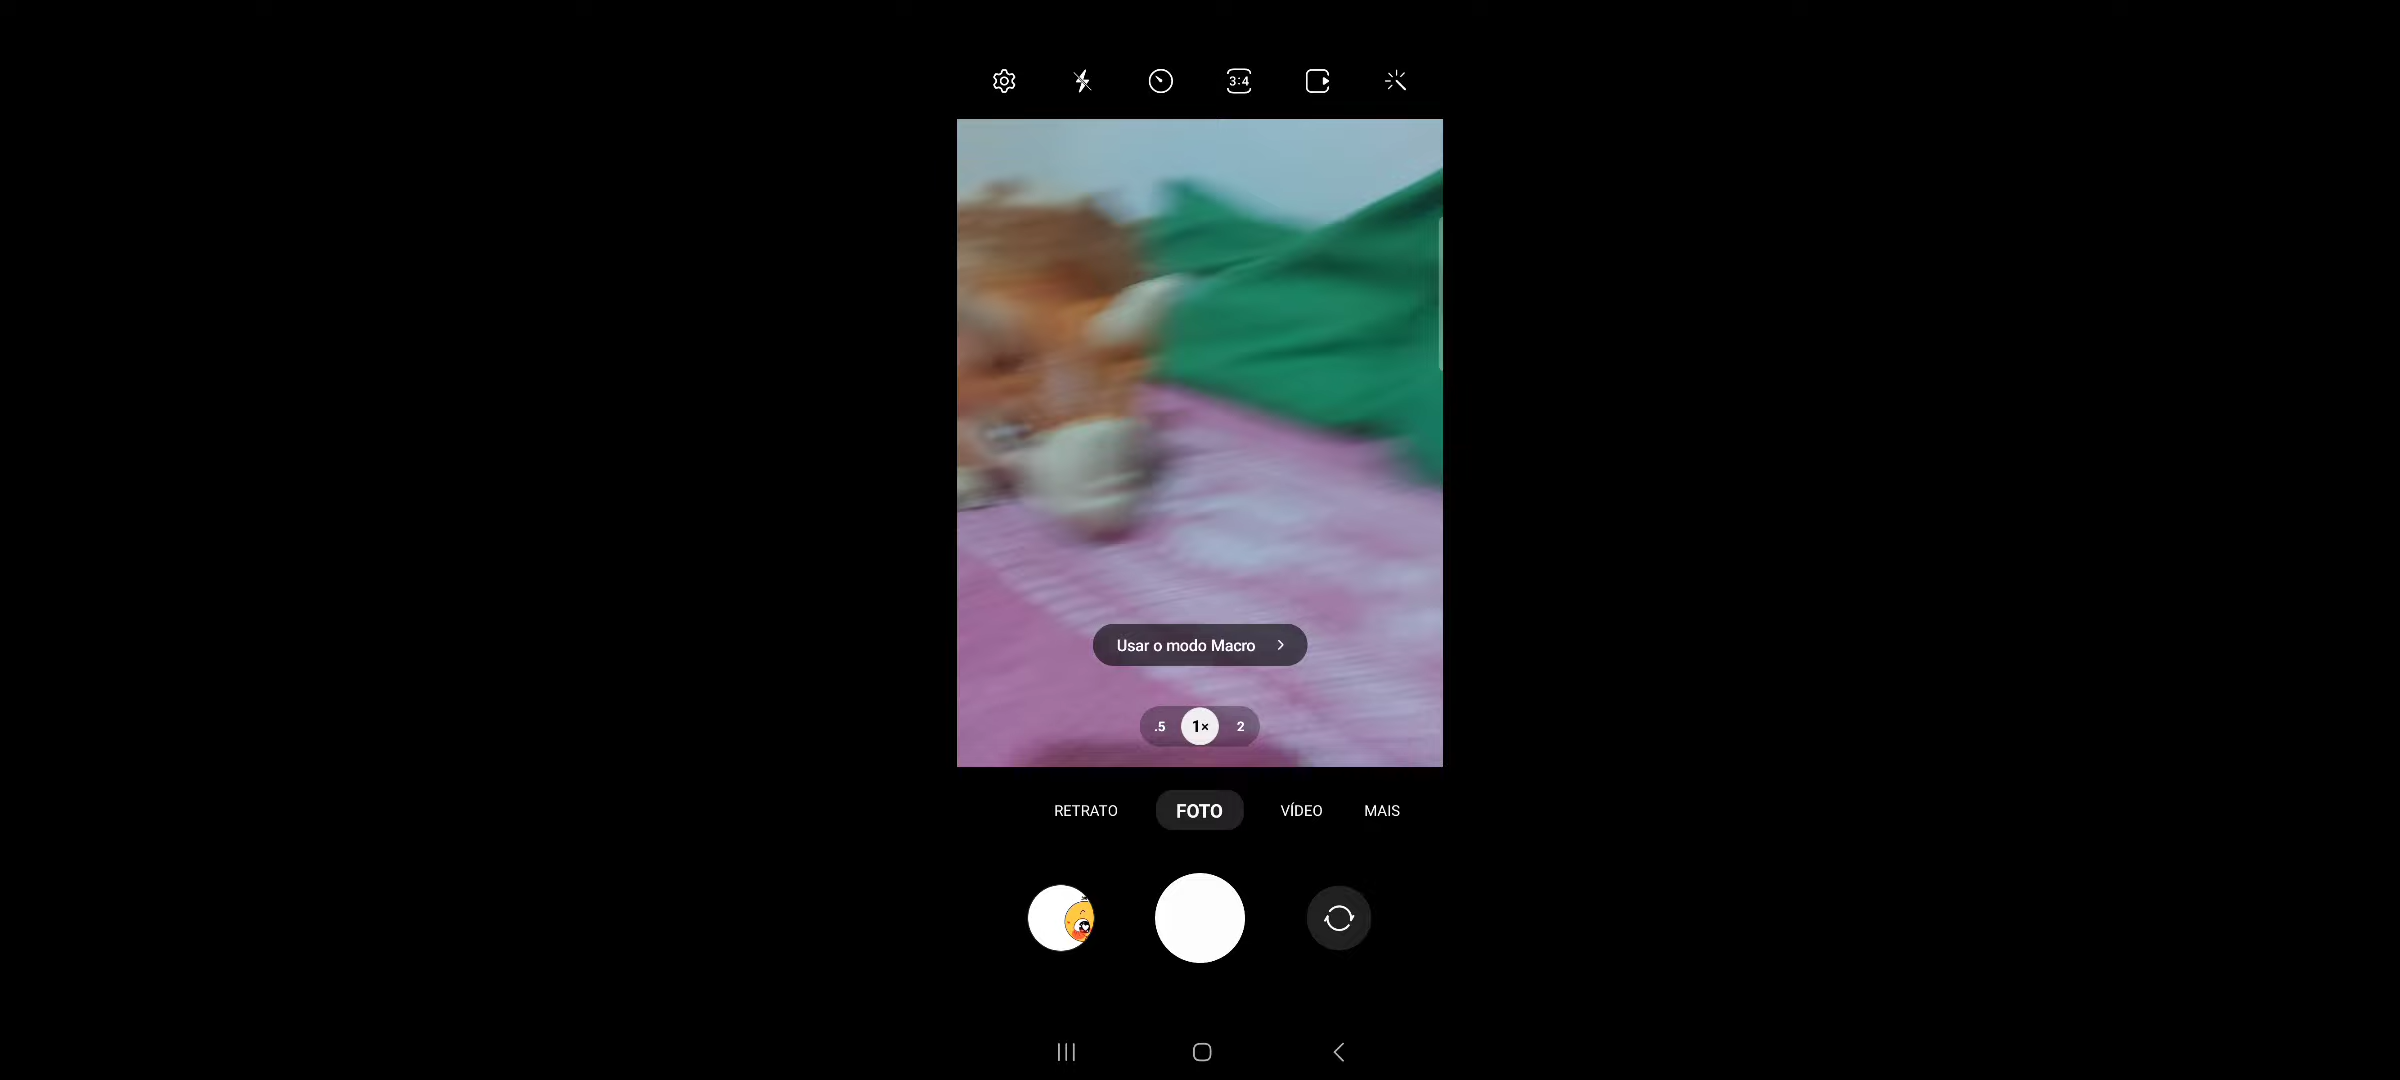 3:4
Usar o modo Macro
.5 1× 2
RETRATO FOTO VÍDEO MAIS